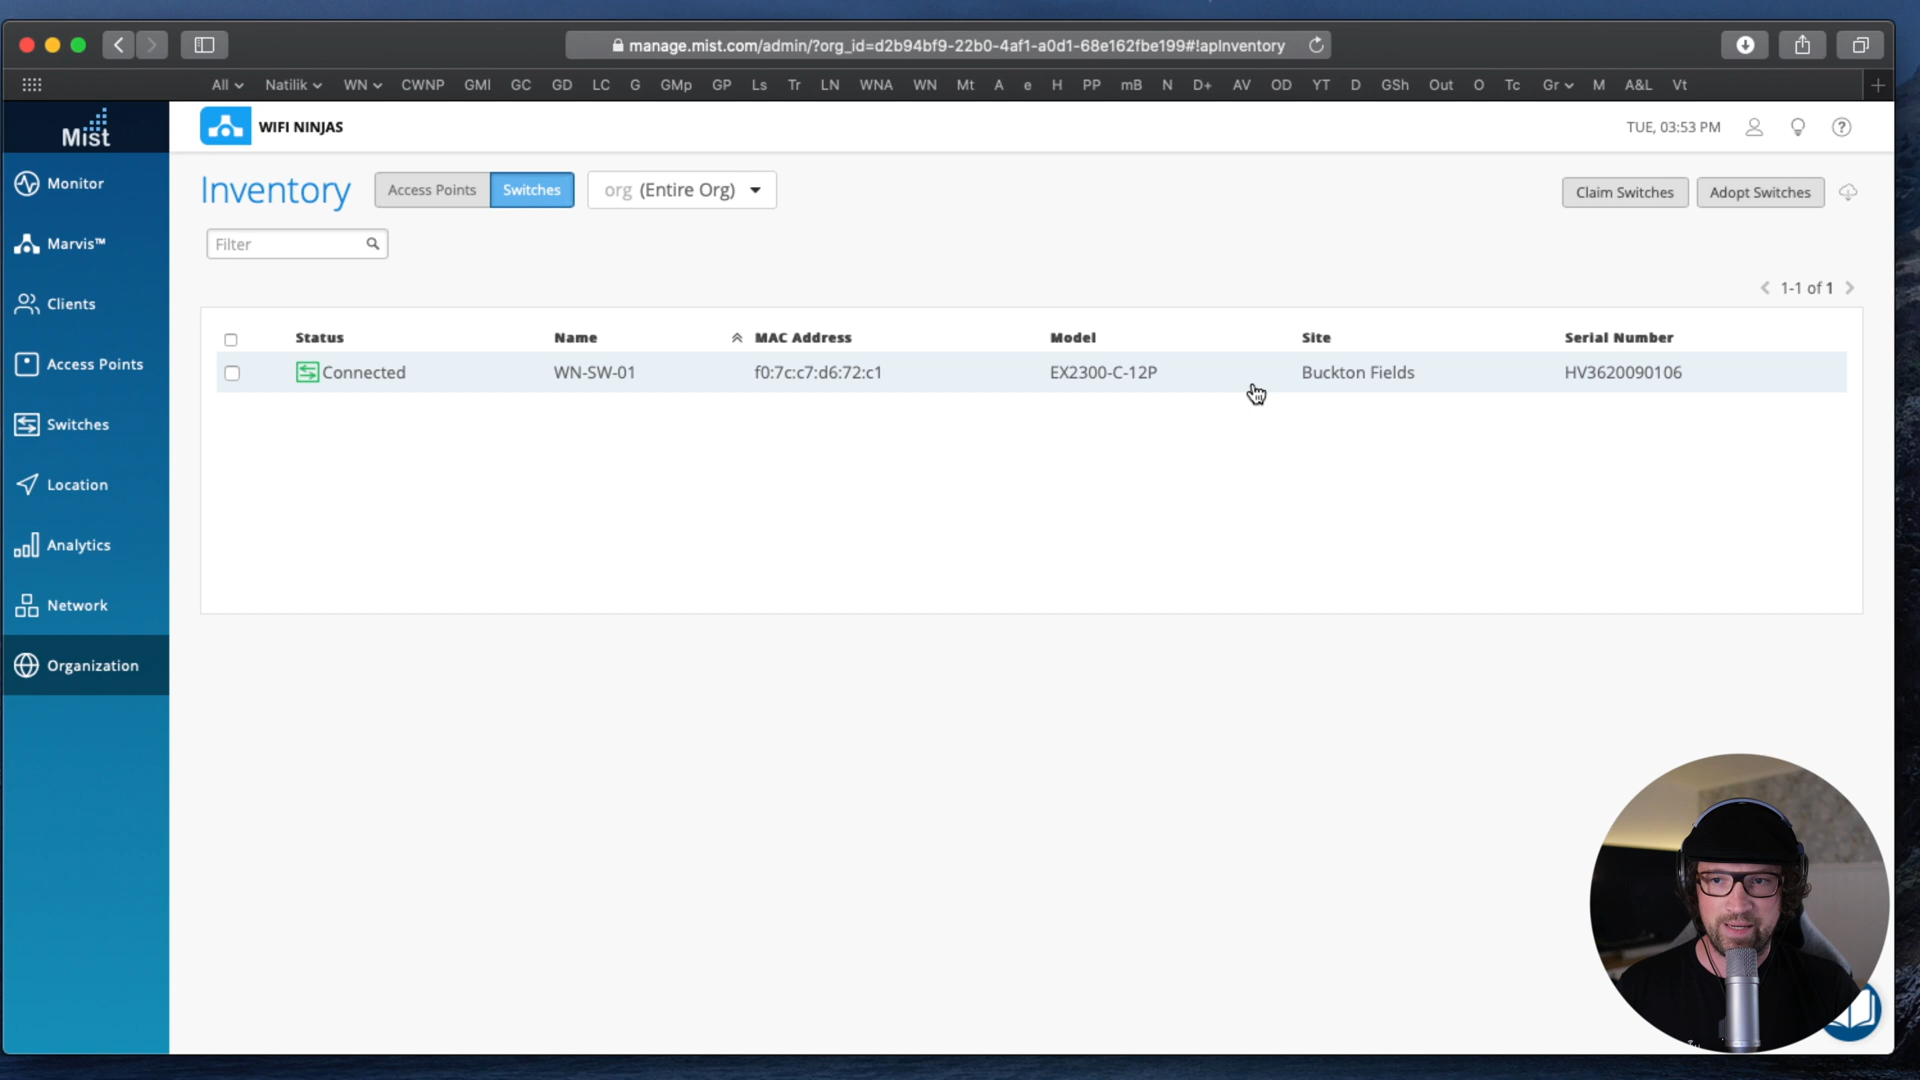 manage.mist.com/admin/?org_id=d2b94bf9-22b0-4af1-a0d1-68e162fbe199#!apInventory
All Natilik WN CWNP GMI GC GD LC G GMp GP Ls Tr LN WNA WN Mt A e H PP mB N D+ AV OD YT D GSh Out O Tc Gr M A&L Vt
Mist
WIFI NINJAS
TUE, 03:53 PM
Monitor
Marvis™
Clients
Access Points
Switches
Location
Analytics
Network
Organization
Inventory
Access Points
Switches
org (Entire Org)
Claim Switches
Adopt Switches
Filter
1-1 of 1
Status Name MAC Address Model Site Serial Number
Connected WN-SW-01 f0:7c:c7:d6:72:c1 EX2300-C-12P Buckton Fields HV3620090106